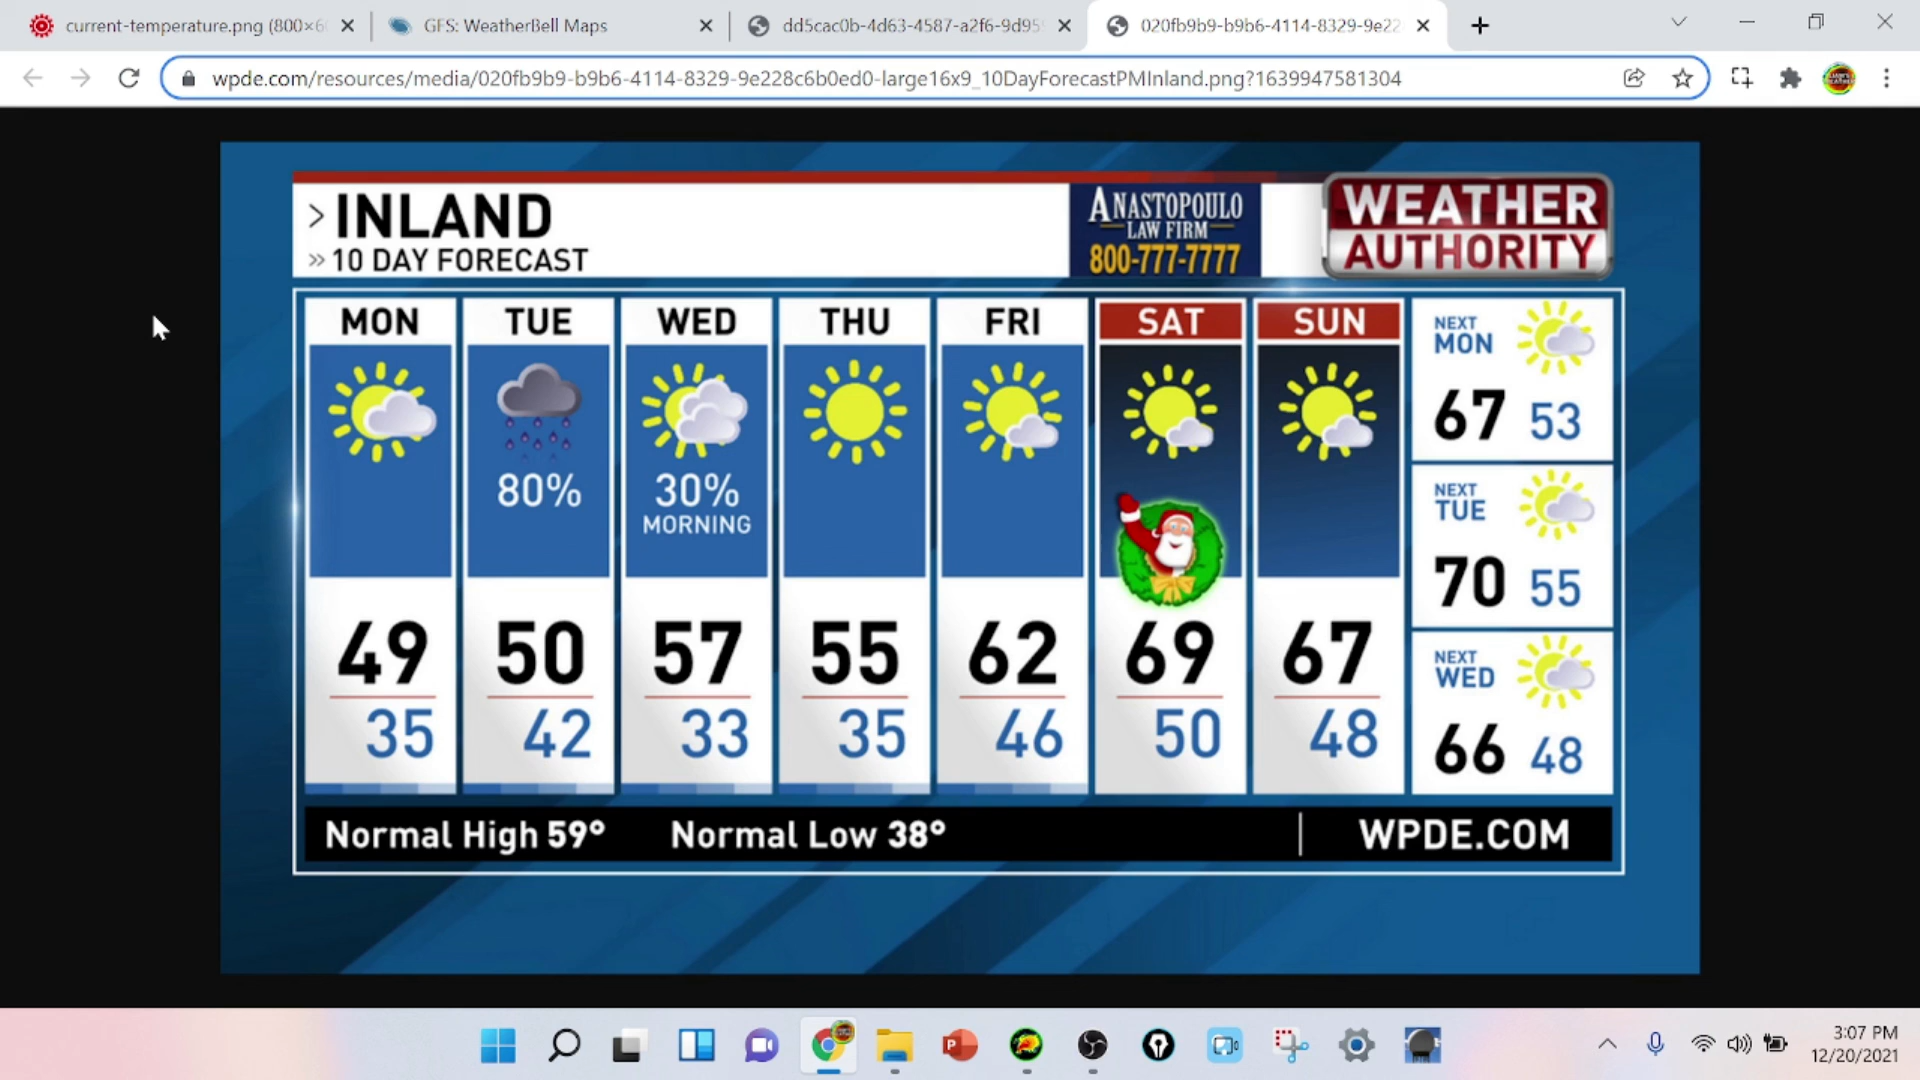 current-temperature.png (800×6
GFS: WeatherBell Maps
dd5cac0b-4d63-4587-a2f6-9d95
020fb9b9-b9b6-4114-8329-9e22
wpde.com/resources/media/020fb9b9-b9b6-4114-8329-9e228c6b0ed0-large16x9_10DayForecastPMInland.png?1639947581304
> INLAND
» 10 DAY FORECAST
ANASTOPOULO
LAW FIRM
800-777-7777
WEATHER
AUTHORITY
MON TUE WED THU FRI SAT SUN
80% 30%
MORNING
49 50 57 55 62 69 67
35 42 33 35 46 50 48
NEXT
MON
67 53
NEXT
TUE
70 55
NEXT
WED
66 48
Normal High 59° Normal Low 38° WPDE.COM
3:07 PM
12/20/2021